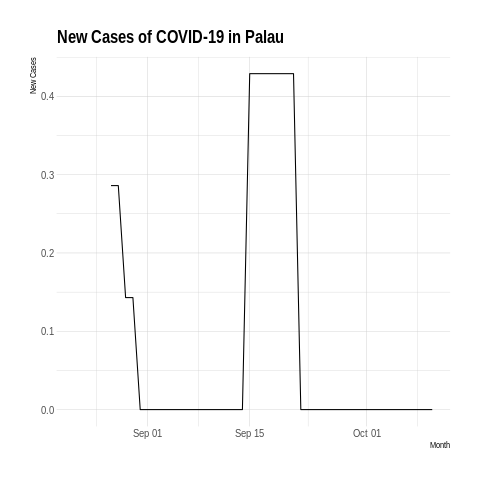 New Cases of COVID-19 in Palau
New Cases
0.4
0.3
0.2
0.1
0.0
Sep 01
Sep 15
Oct 01
Month